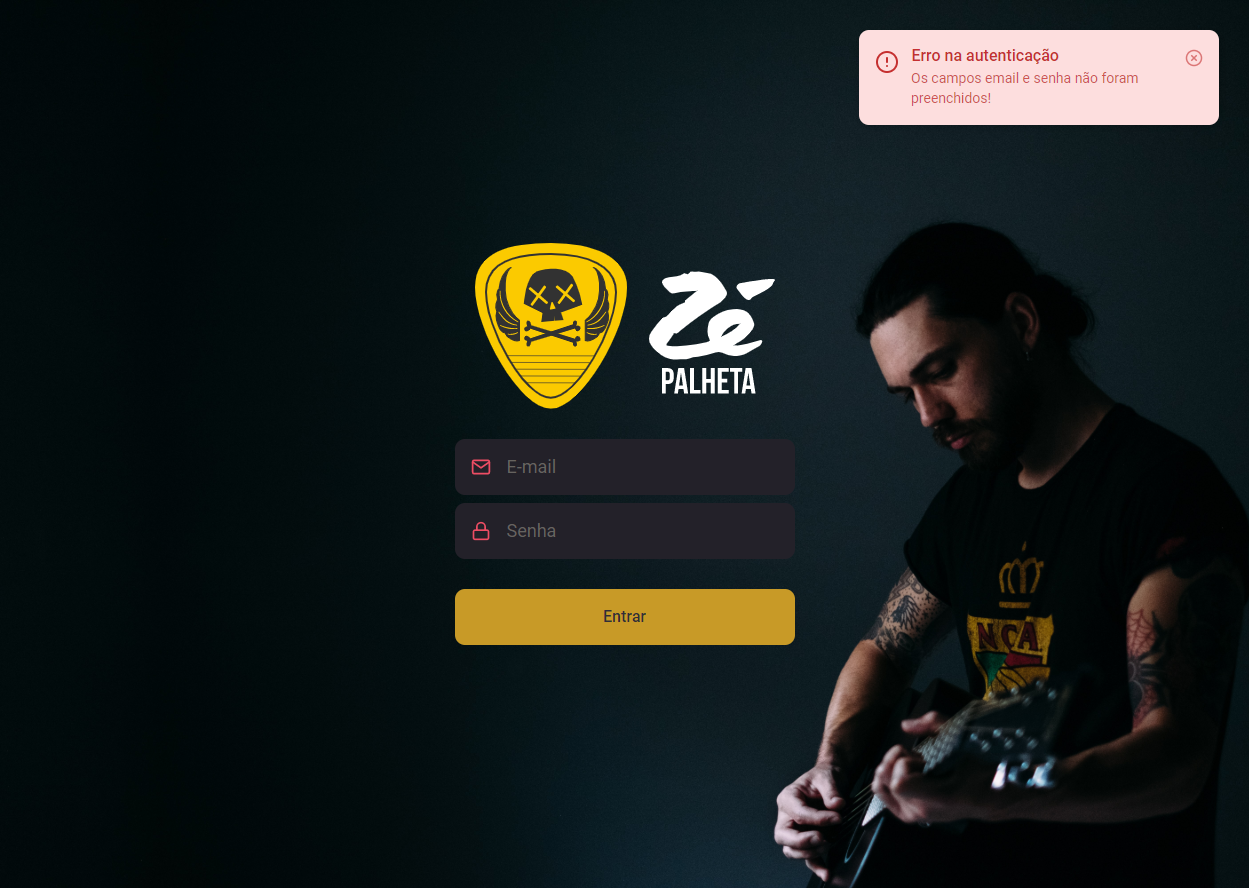 Erro na autenticação
Os campos email e senha não foram
preenchidos!
Zé
PALHETA
E-mail
Senha
Entrar
NCA